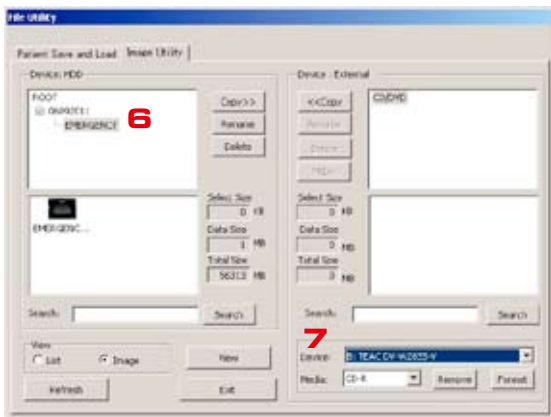 File Utility
Patient Save and Load
Image Utility
Device: HDD
ROOT
EMERGENCY
6
Copy>>
Rename
Delete
EMERGENC...
Select Size
0 KB
Data Size
1 MB
Total Size
MB
Search:
Search
View
List
Image
View
Refresh
Exit
Device: External
<<Copy
Rename
Delete
CD/DVD
Select Size
0 KB
Data Size
0 MB
Total Size
0 MB
Search:
Search
7
Device:
Media:
CD-R
Remove
Format